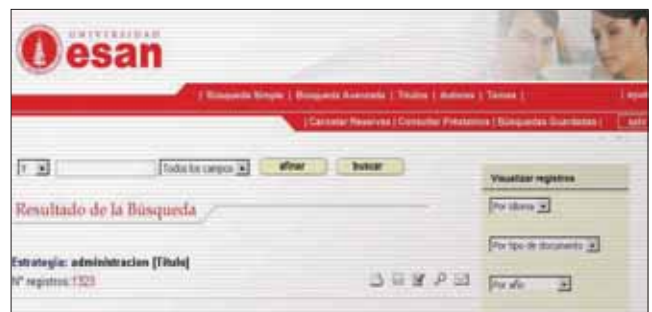 UNIVERSIDAD
esan
| Búsqueda Simple | Búsqueda Avanzada | Títulos | Autores | Temas |
| Cancelar Reservas | Consultar Préstamos | Búsquedas Guardadas |
Y
Todos los campos
afinar
buscar
Visualizar registros
Resultado de la Búsqueda
Por idioma
Por tipo de documento
Estrategia: administracion [Titulo]
Nº registros:1323
Por año